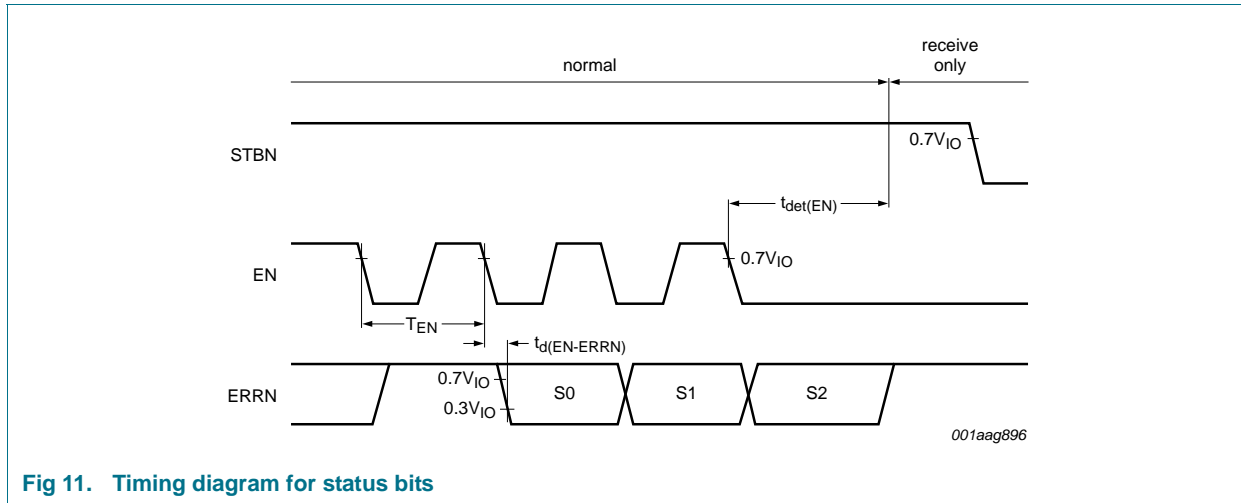 normal
receive
only
STBN
0.7VIO
tdet(EN)
EN
0.7VIO
TEN
td(EN-ERRN)
ERRN
0.7VIO
0.3VIO
S0
S1
S2
001aag896
Fig 11. Timing diagram for status bits